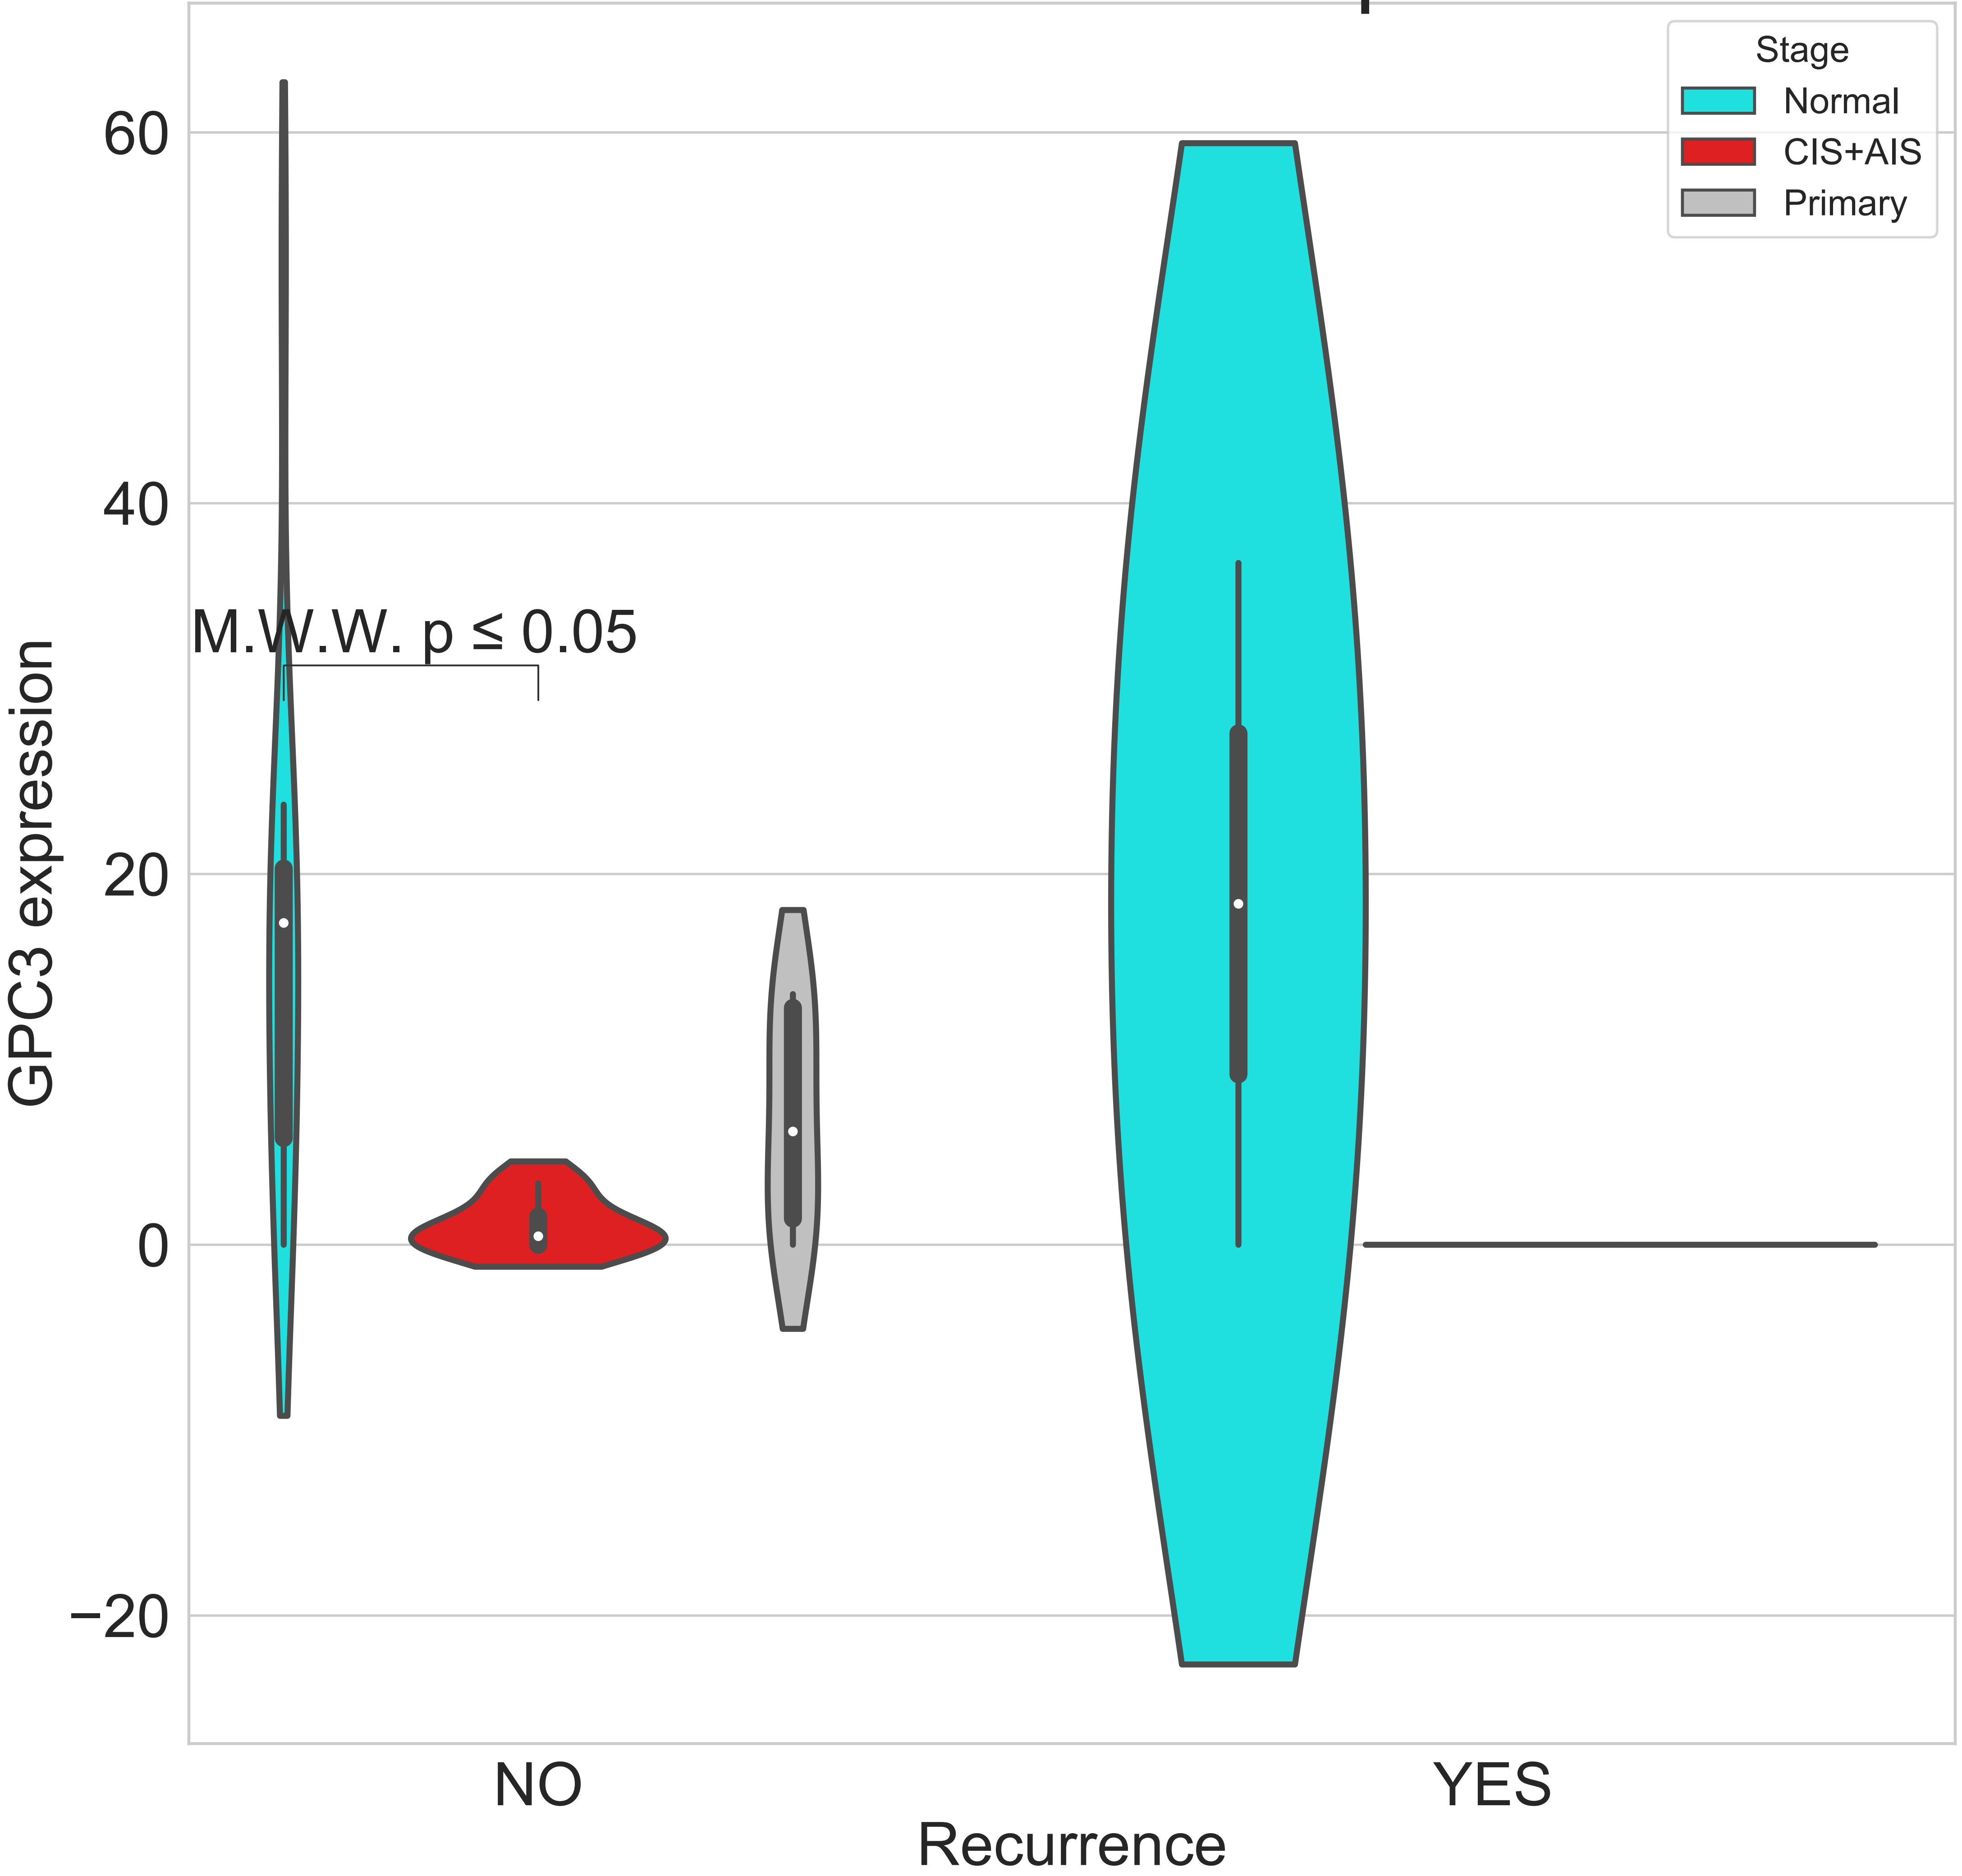 Stage
Normal
CIS+AIS
Primary
60
40
20
0
−20
M.W.W. p ≤ 0.05
GPC3 expression
NO
YES
Recurrence